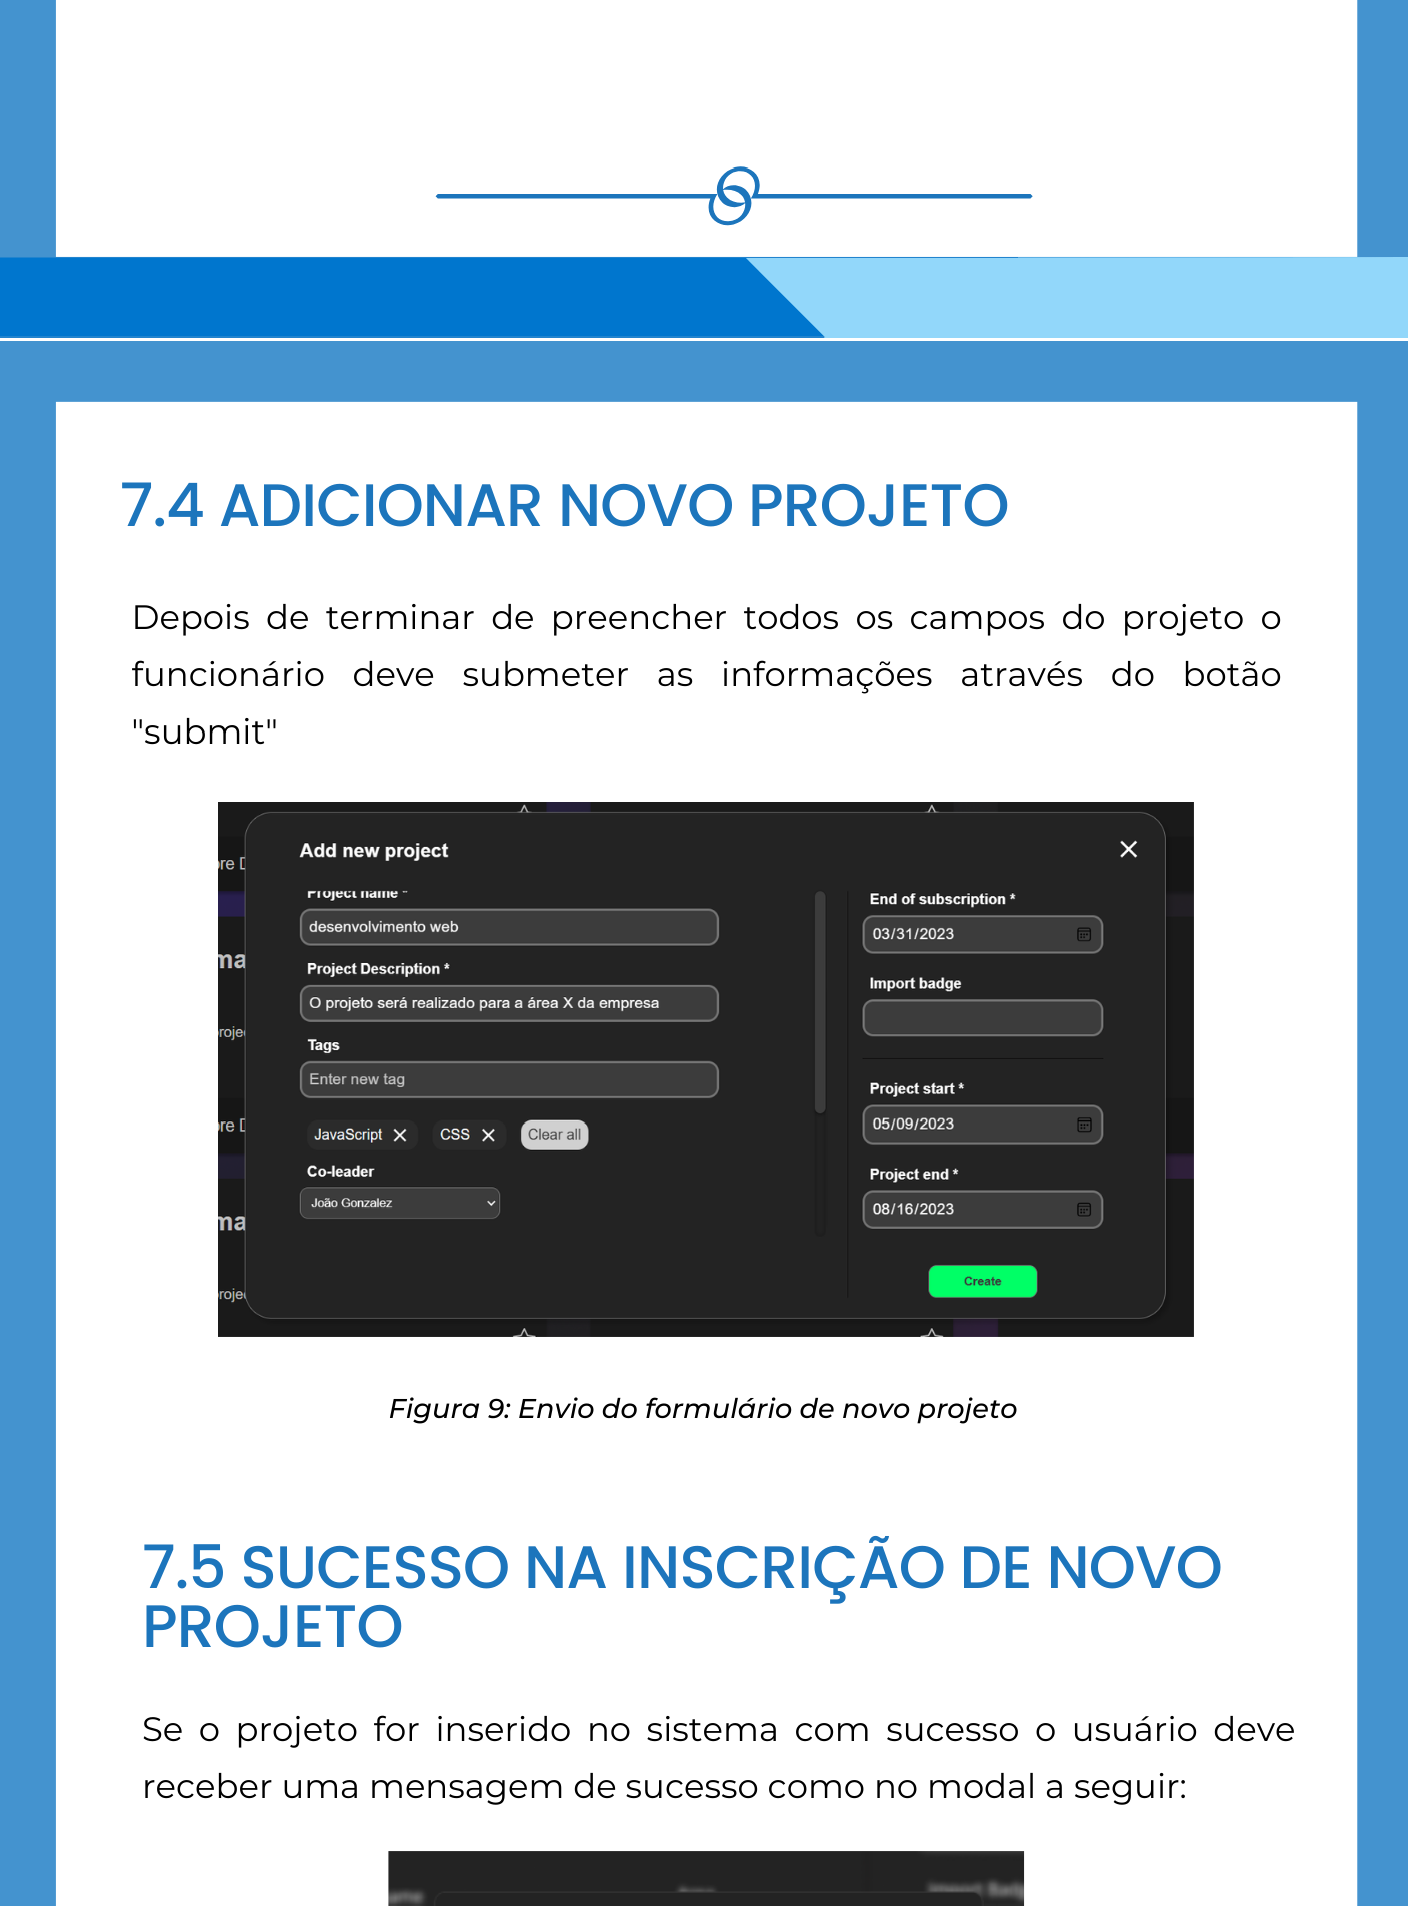 7.4 ADICIONAR NOVO PROJETO
Depois de terminar de preencher todos os campos do projeto o
funcionário deve submeter as informações através do botão
"submit"
Add new project
Project name *
desenvolvimento web
Project Description *
O projeto será realizado para a área X da empresa
Tags
Enter new tag
JavaScript CSS Clear all
Co-leader
João Gonzalez
End of subscription *
03/31/2023
Import badge
Project start *
05/09/2023
Project end *
08/16/2023
Create
Figura 9: Envio do formulário de novo projeto
7.5 SUCESSO NA INSCRIÇÃO DE NOVO
PROJETO
Se o projeto for inserido no sistema com sucesso o usuário deve
receber uma mensagem de sucesso como no modal a seguir: